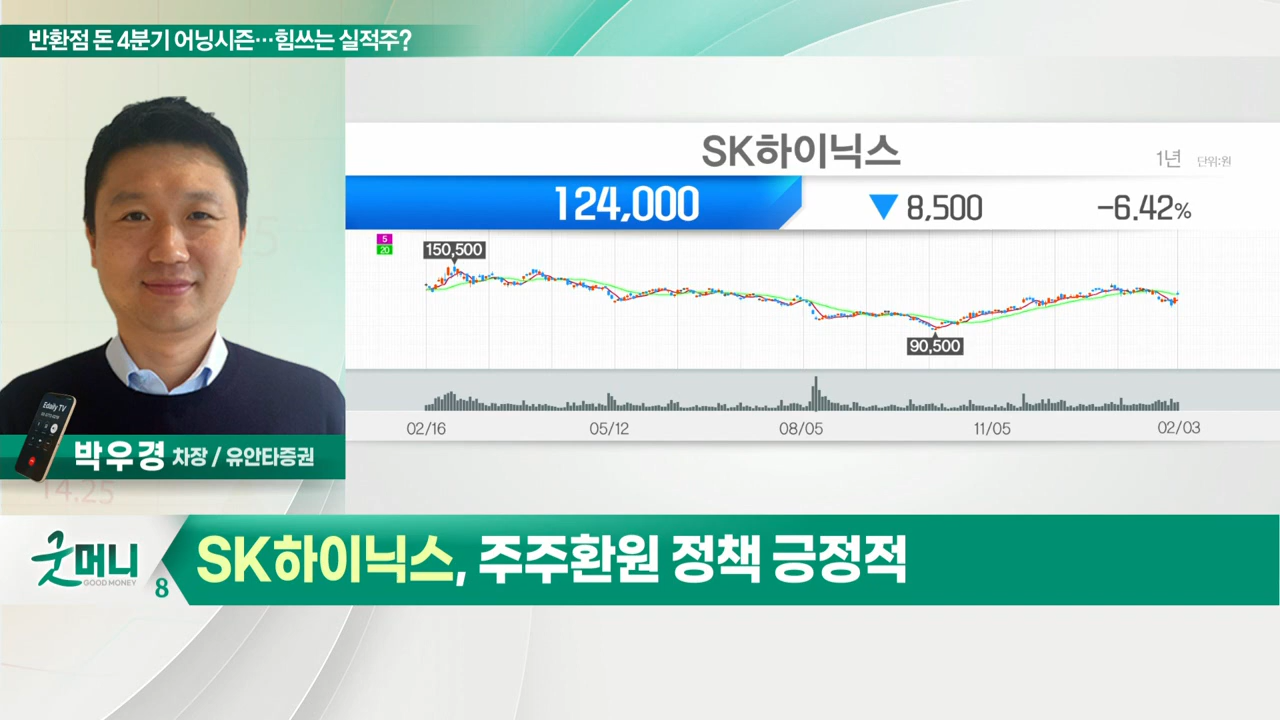 반환점 돈 4분기 어닝시즌…힘쓰는 실적주?
SK하이닉스
1년 단위:원
124,000 ▼8,500 -6.42%
5
20
150,500
90,500
02/16 05/12 08/05 11/05 02/03
Edaily TV
박우경 차장 / 유안타증권
14.25
굿머니
GOOD MONEY
8
SK하이닉스, 주주환원 정책 긍정적